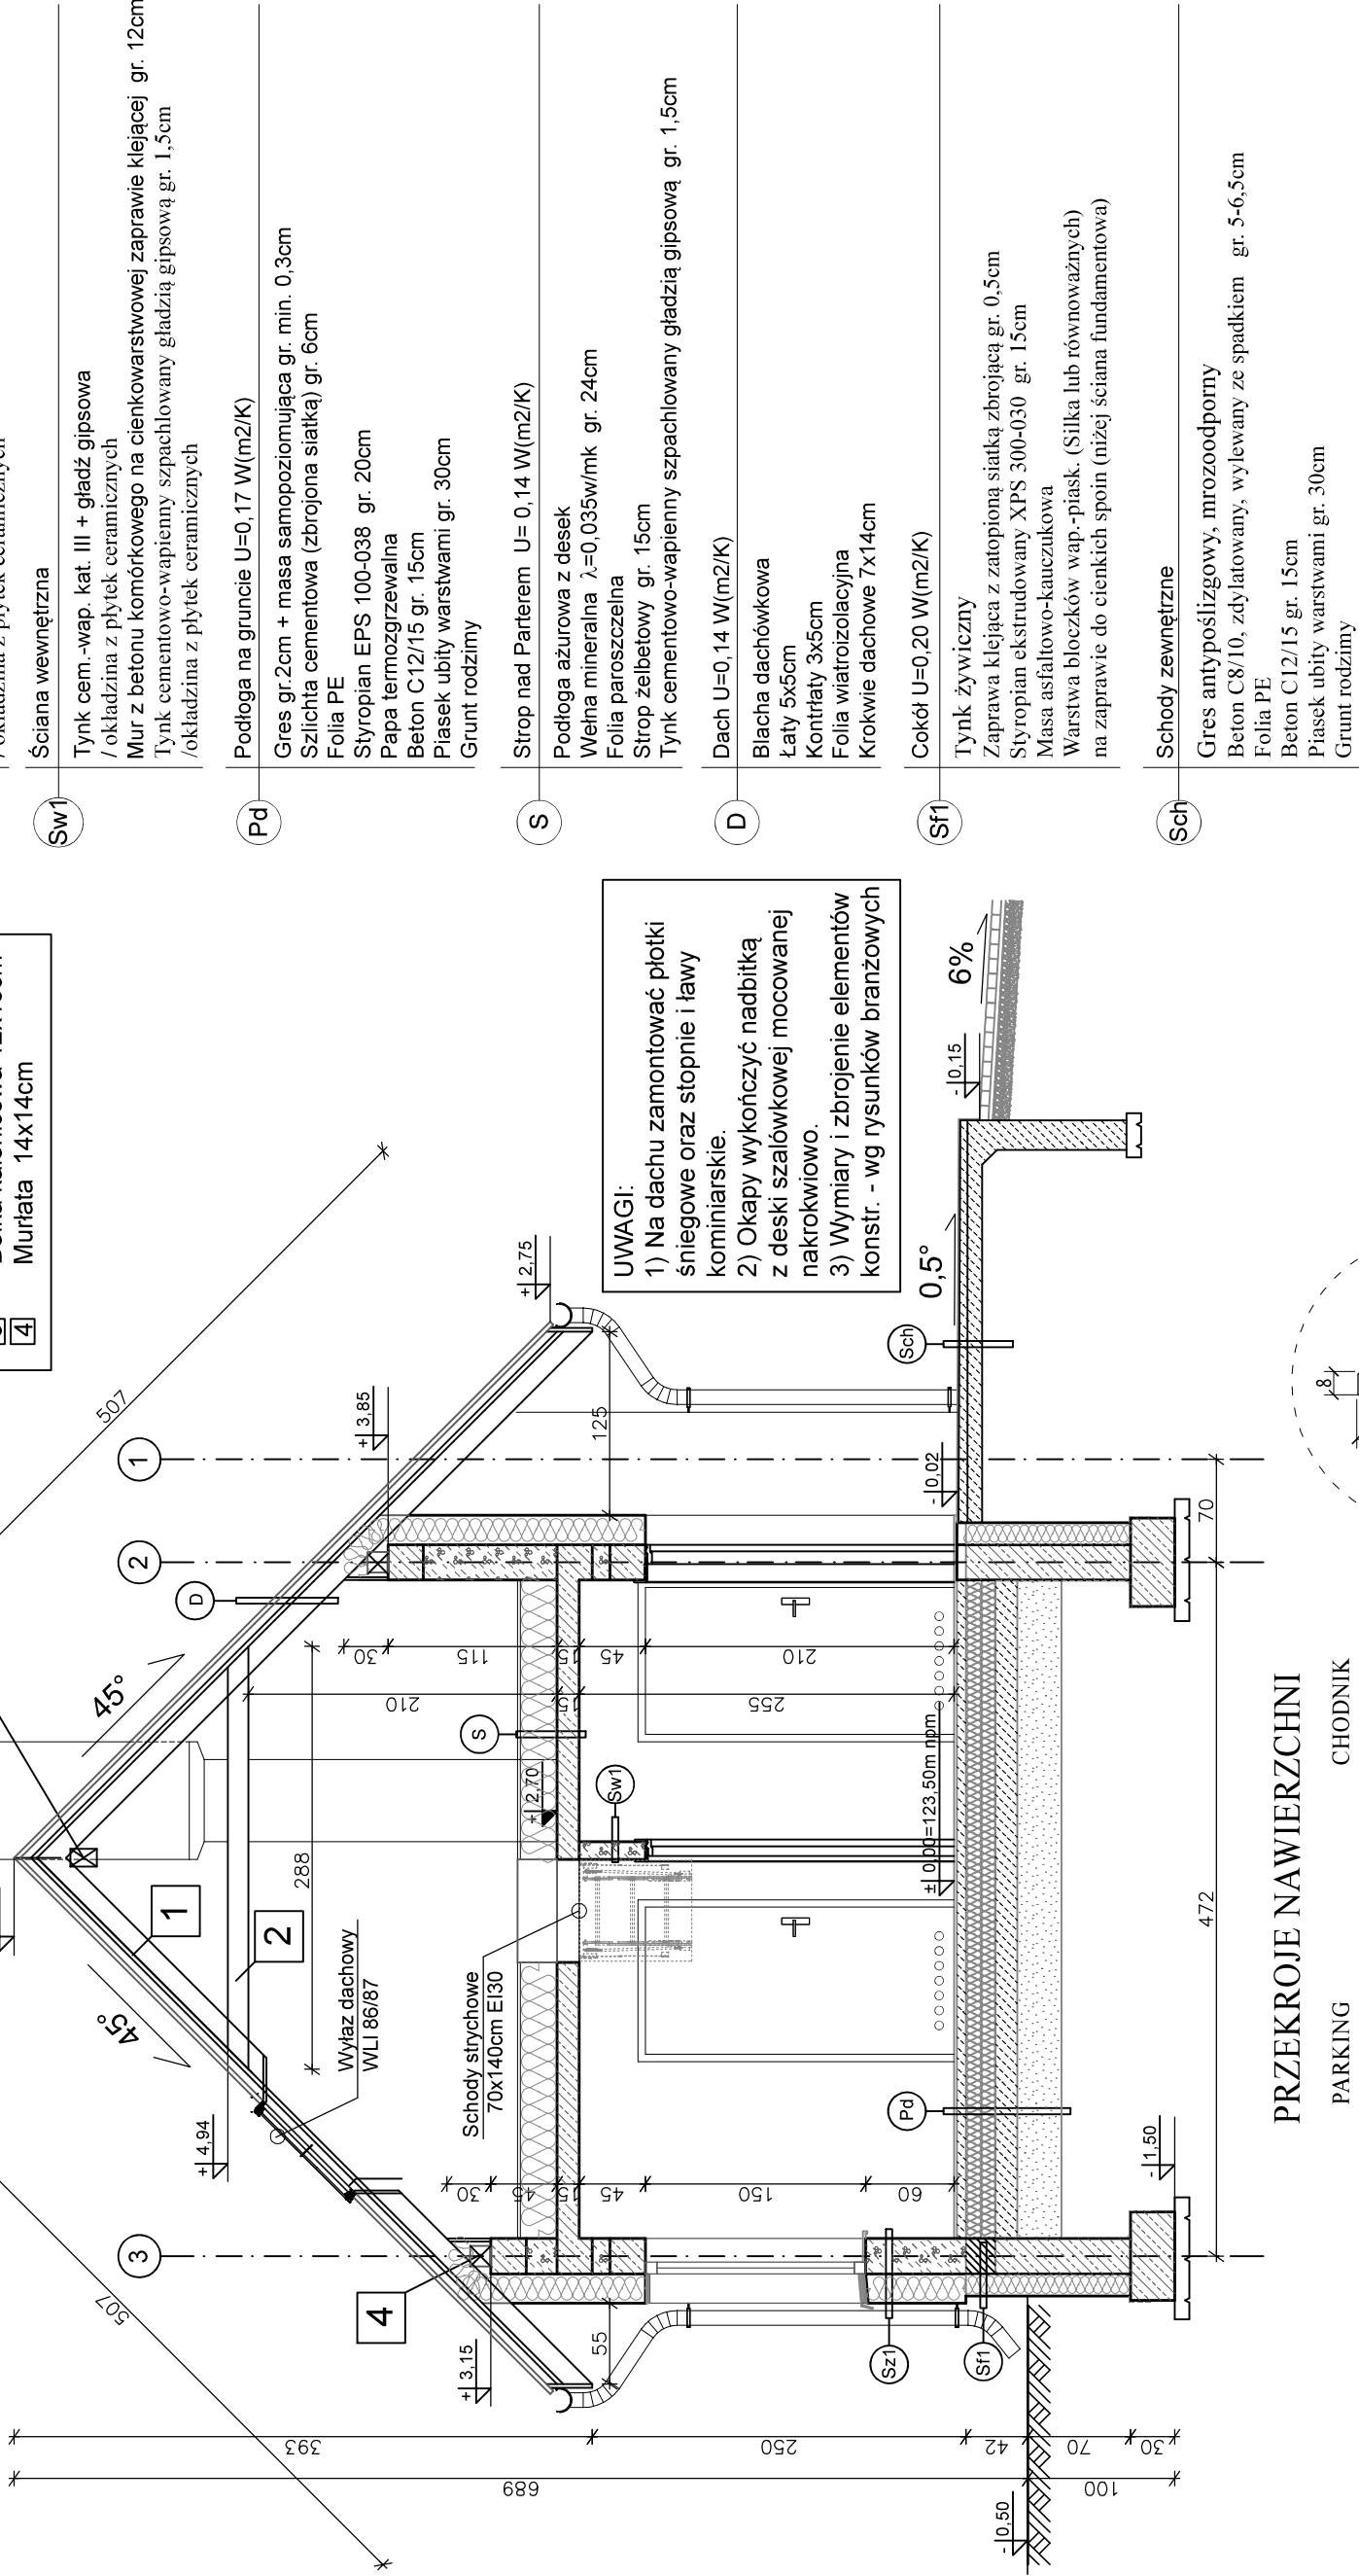 /okładzina z płytek ceramicznych
Sw1
Ściana wewnętrzna
Tynk cem.-wap. kat. III + gładź gipsowa
/ okładzina z płytek ceramicznych
Mur z betonu komórkowego na cienkowarstwowej zaprawie klejącej gr. 12cm
Tynk cementowo-wapienny szpachlowany gładzią gipsową gr. 1,5cm
/okładzina z płytek ceramicznych
Pd
Podłoga na gruncie U=0,17 W(m2/K)
Gres gr.2cm + masa samopoziomująca gr. min. 0,3cm
Szlichta cementowa (zbrojona siatką) gr. 6cm
Folia PE
Styropian EPS 100-038 gr. 20cm
Papa termozgrzewalna
Beton C12/15 gr. 15cm
Piasek ubity warstwami gr. 30cm
Grunt rodzimy
S
Strop nad Parterem U= 0,14 W(m2/K)
Podłoga ażurowa z desek
Wełna mineralna λ=0,035w/mk gr. 24cm
Folia paroszczelna
Strop żelbetowy gr. 15cm
Tynk cementowo-wapienny szpachlowany gładzią gipsową gr. 1,5cm
D
Dach U=0,14 W(m2/K)
Blacha dachówkowa
Łaty 5x5cm
Kontrłaty 3x5cm
Folia wiatroizolacyjna
Krokwie dachowe 7x14cm
Sf1
Cokół U=0,20 W(m2/K)
Tynk żywiczny
Zaprawa klejąca z zatopioną siatką zbrojącą gr. 0,5cm
Styropian ekstrudowany XPS 300-030 gr. 15cm
Masa asfaltowo-kauczukowa
Warstwa bloczków wap.-piask. (Silka lub równoważnych)
na zaprawie do cienkich spoin (niżej ściana fundamentowa)
Sch
Schody zewnętrzne
Gres antypoślizgowy, mrozoodporny
Beton C8/10, zdylatowany, wylewany ze spadkiem gr. 5-6,5cm
Folia PE
Beton C12/15 gr. 15cm
Piasek ubity warstwami gr. 30cm
Grunt rodzimy
4
Murłata 14x14cm
UWAGI:
1) Na dachu zamontować płotki
śniegowe oraz stopnie i ławy
kominiarskie.
2) Okapy wykończyć nadbitką
z deski szalówkowej mocowanej
nakrokwiowo.
3) Wymiary i zbrojenie elementów
konstr. - wg rysunków branżowych
507
507
1
2
3
45°
45°
1
2
4
D
S
Sw1
Pd
Sz1
Sf1
Sch
288
Wyłaz dachowy
WLI 86/87
Schody strychowe
70x140cm EI30
+ 4,94
+ 3,85
+ 3,15
+ 2,75
+ 2,70
± 0,00=123,50m npm
- 0,02
- 0,15
- 0,50
- 1,50
0,5°
6%
125
55
30
115
15
45
210
210
15
255
30
45
15
45
150
60
393
250
42
70
30
689
100
472
70
8
PRZEKROJE NAWIERZCHNI
PARKING
CHODNIK